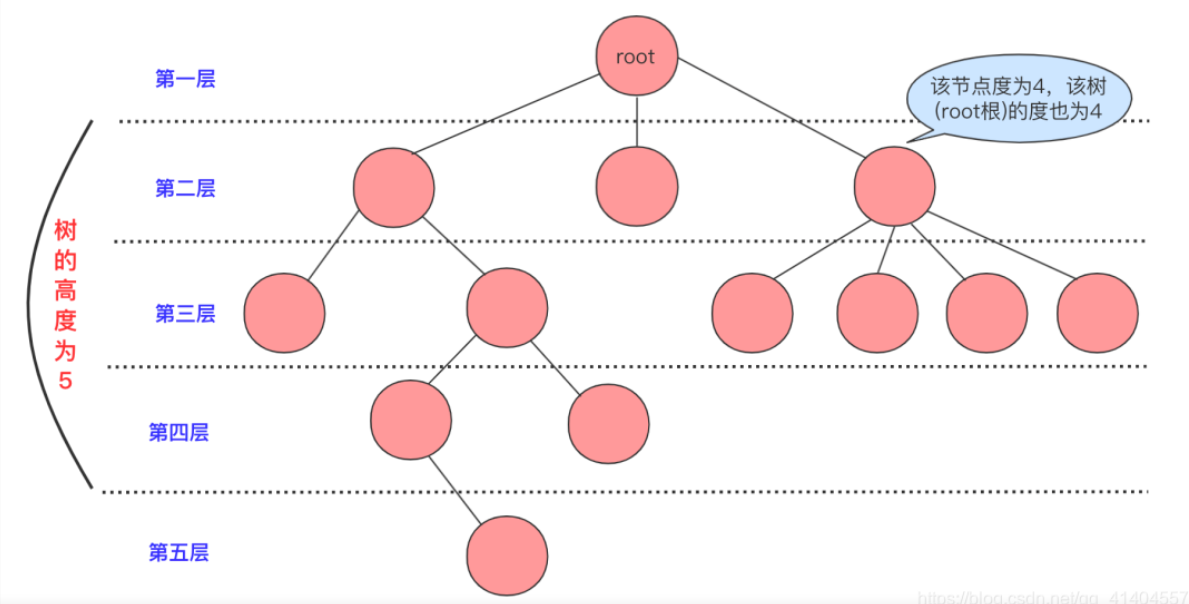 root
第一层
该节点度为4，该树
(root根)的度也为4
第二层
树
的
高
度
为
5
第三层
第四层
第五层
https://blog.csdn.net/qq_41404557